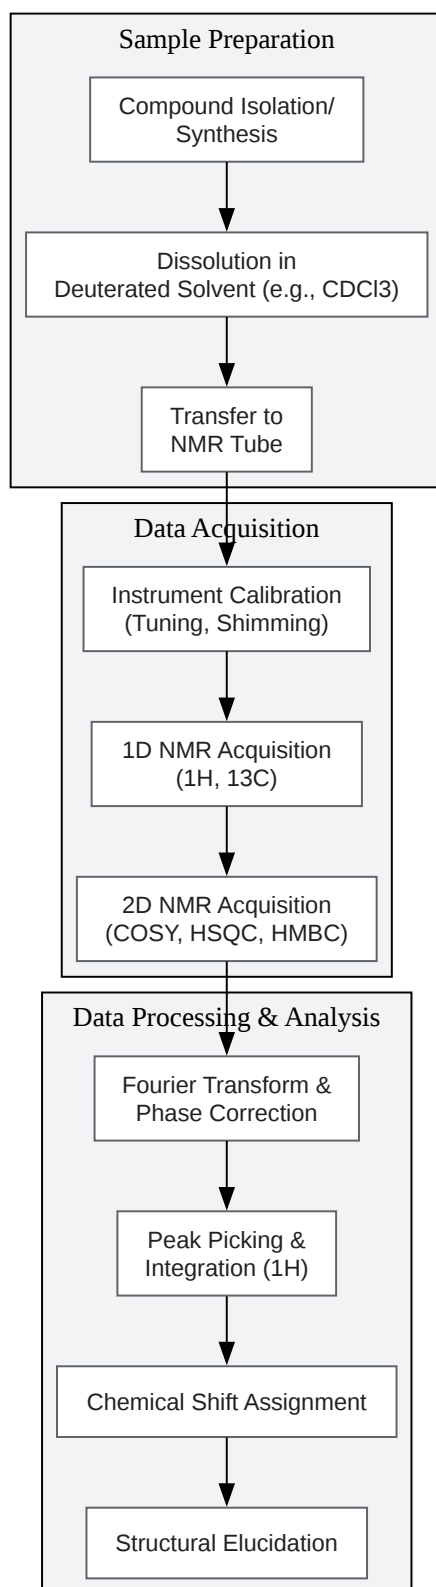 Sample Preparation
Compound Isolation/
Synthesis
Dissolution in
Deuterated Solvent (e.g., CDCl3)
Transfer to
NMR Tube
Data Acquisition
Instrument Calibration
(Tuning, Shimming)
1D NMR Acquisition
(1H, 13C)
2D NMR Acquisition
(COSY, HSQC, HMBC)
Data Processing & Analysis
Fourier Transform &
Phase Correction
Peak Picking &
Integration (1H)
Chemical Shift Assignment
Structural Elucidation